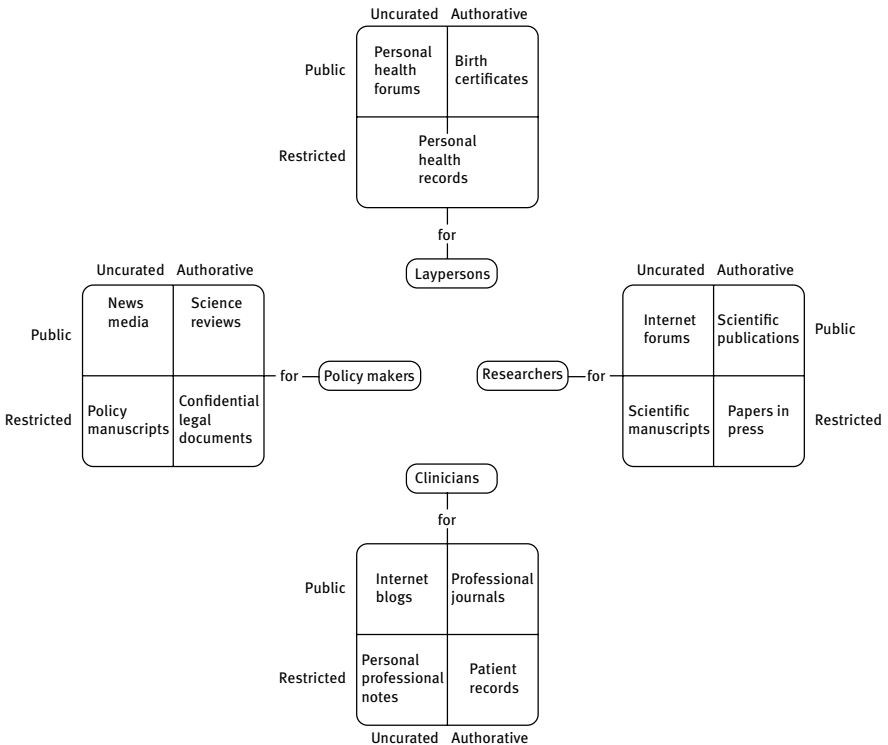 Uncurated Authorative
Public
Personal
health
forums
Birth
certificates
Restricted
Personal
health
records
for
Laypersons
Uncurated Authorative
Public
News
media
Science
reviews
Restricted
Policy
manuscripts
Confidential
legal
documents
for
Policy makers
Uncurated Authorative
Internet
forums
Scientific
publications
Public
Researchers
for
Scientific
manuscripts
Papers in
press
Restricted
Clinicians
for
Public
Internet
blogs
Professional
journals
Restricted
Personal
professional
notes
Patient
records
Uncurated Authorative